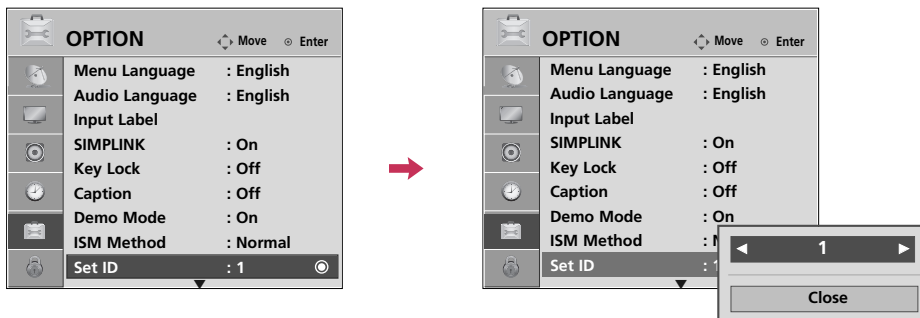 OPTION Move Enter
Menu Language : English
Audio Language : English
Input Label
SIMPLINK : On
Key Lock : Off
Caption : Off
Demo Mode : On
ISM Method : Normal
Set ID : 1
OPTION Move Enter
Menu Language : English
Audio Language : English
Input Label
SIMPLINK : On
Key Lock : Off
Caption : Off
Demo Mode : On
ISM Method :
Set ID : 1
◄ 1 ►
Close